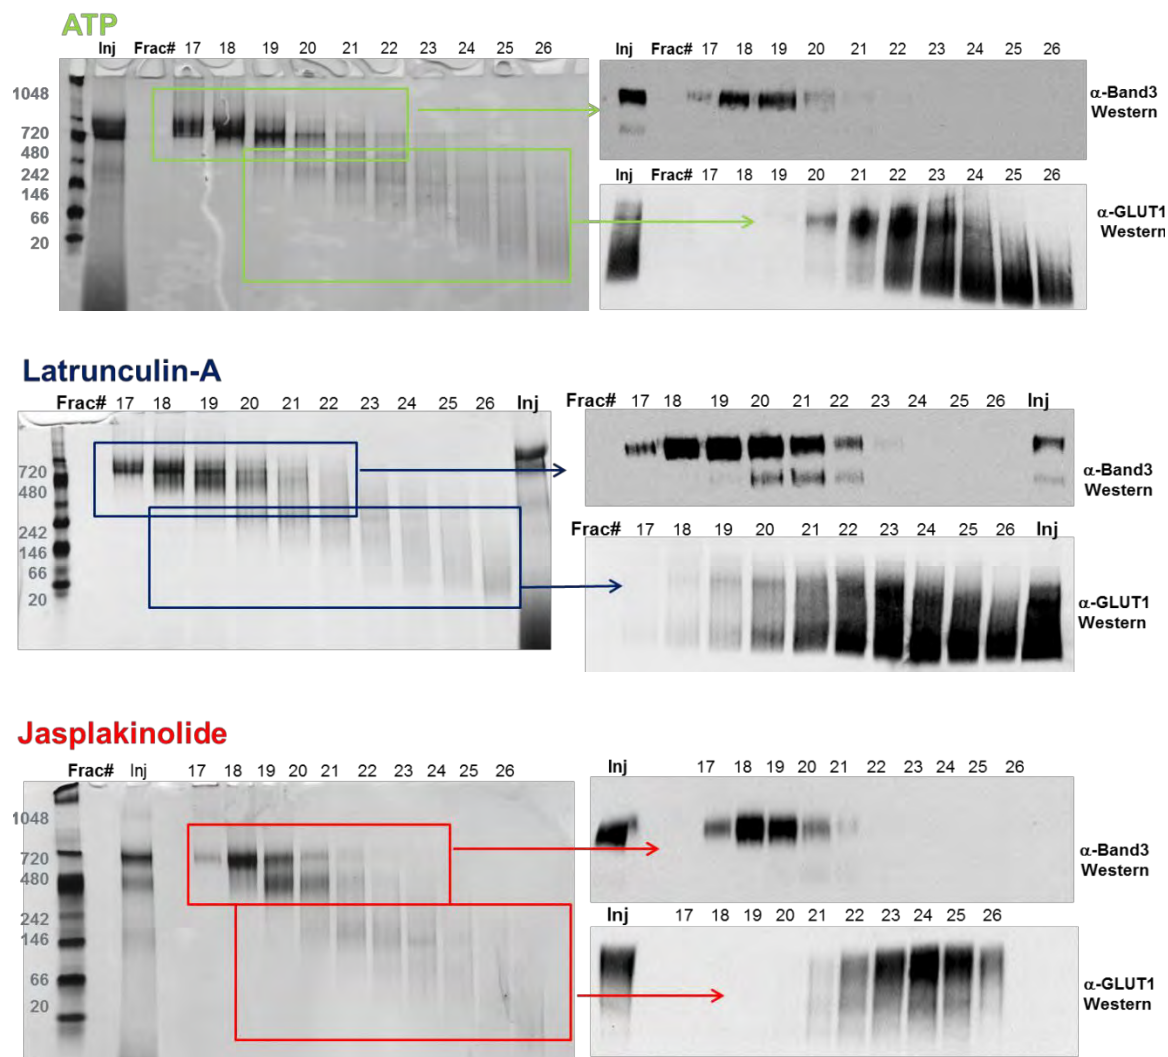 ATP
Inj Frac# 17 18 19 20 21 22 23 24 25 26
1048
720
480
242
146
66
20
Inj Frac# 17 18 19 20 21 22 23 24 25 26
α-Band3
Western
Inj Frac# 17 18 19 20 21 22 23 24 25 26
α-GLUT1
Western
Latrunculin-A
Frac# 17 18 19 20 21 22 23 24 25 26 Inj
720
480
242
146
66
20
Frac# 17 18 19 20 21 22 23 24 25 26 Inj
α-Band3
Western
Frac# 17 18 19 20 21 22 23 24 25 26 Inj
α-GLUT1
Western
Jasplakinolide
Frac# Inj 17 18 19 20 21 22 23 24 25 26
1048
720
480
242
146
66
20
Inj 17 18 19 20 21 22 23 24 25 26
α-Band3
Western
Inj 17 18 19 20 21 22 23 24 25 26
α-GLUT1
Western